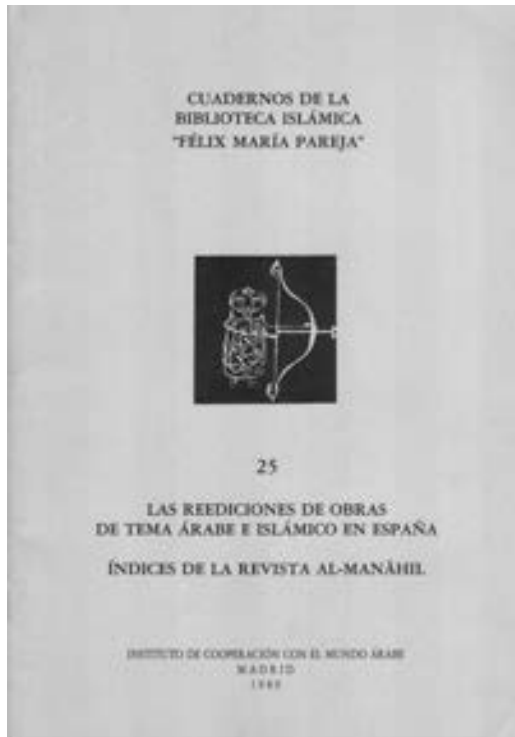 CUADERNOS DE LA
BIBLIOTECA ISLÁMICA
"FÉLIX MARÍA PAREJA"
25
LAS REEDICIONES DE OBRAS
DE TEMA ÁRABE E ISLÁMICO EN ESPAÑA
ÍNDICES DE LA REVISTA AL-MANĀHIL
INSTITUTO DE COOPERACIÓN CON EL MUNDO ÁRABE
MADRID